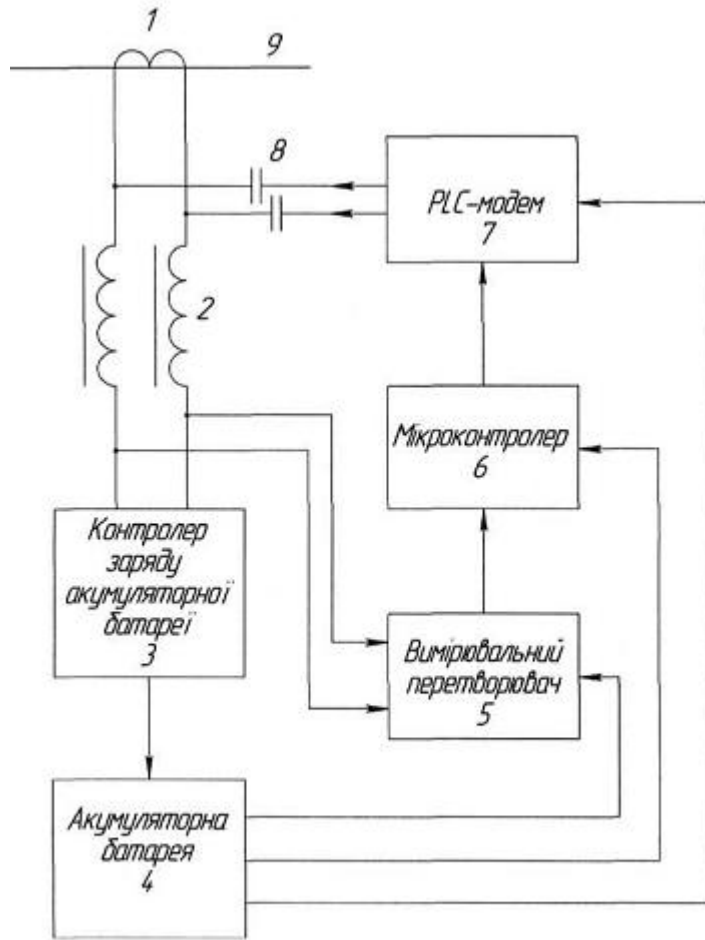 1
9
8
PLC-модем
7
2
Мікроконтролер
6
Контролер
заряду
акумуляторної
батареї
3
Вимірювальний
перетворювач
5
Акумуляторна
батарея
4